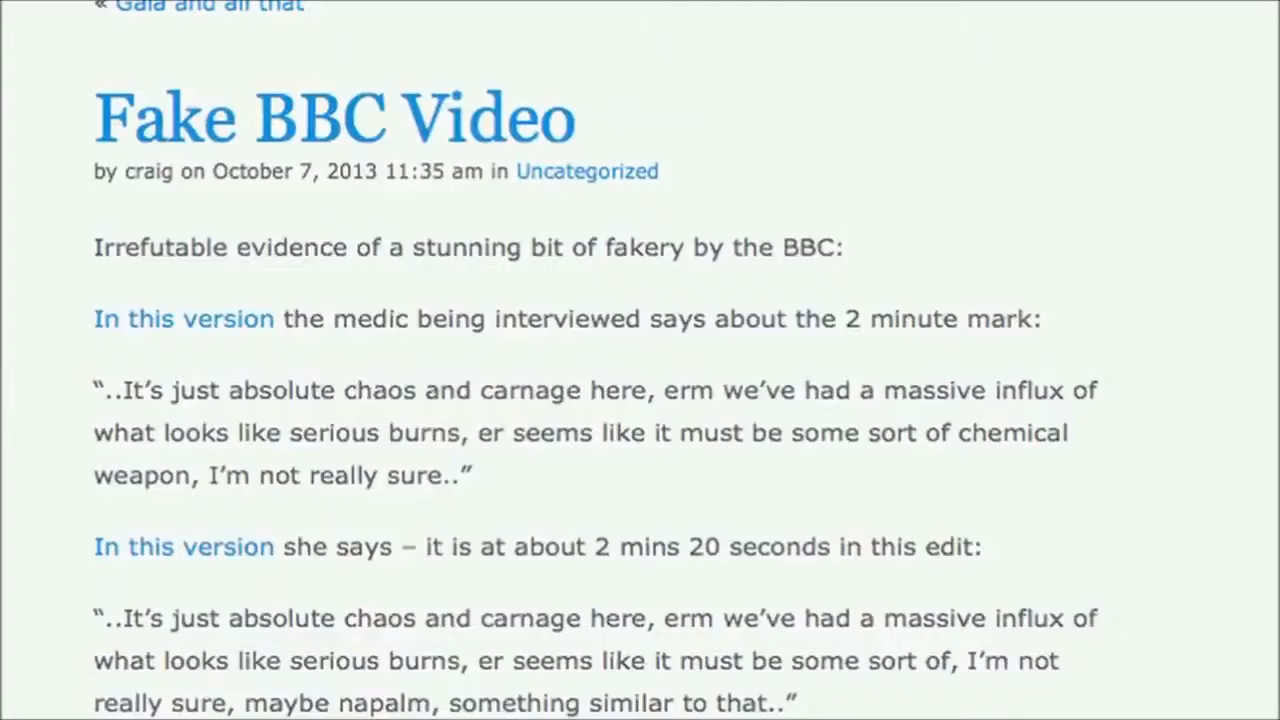 « Gaia and all that
Fake BBC Video
by craig on October 7, 2013 11:35 am in Uncategorized
Irrefutable evidence of a stunning bit of fakery by the BBC:
In this version the medic being interviewed says about the 2 minute mark:
“..It’s just absolute chaos and carnage here, erm we’ve had a massive influx of
what looks like serious burns, er seems like it must be some sort of chemical
weapon, I’m not really sure..”
In this version she says – it is at about 2 mins 20 seconds in this edit:
“..It’s just absolute chaos and carnage here, erm we’ve had a massive influx of
what looks like serious burns, er seems like it must be some sort of, I’m not
really sure, maybe napalm, something similar to that..”